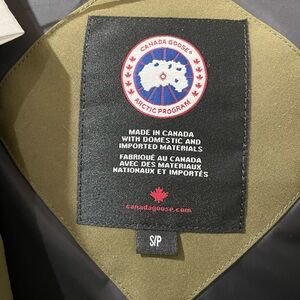 CANADA GOOSE®
ARCTIC PROGRAM
MADE IN CANADA
WITH DOMESTIC AND
IMPORTED MATERIALS
FABRIQUÉ AU CANADA
AVEC DES MATERIAUX
NATIONAUX ET IMPORTÉS
canadagoose.com
S/P